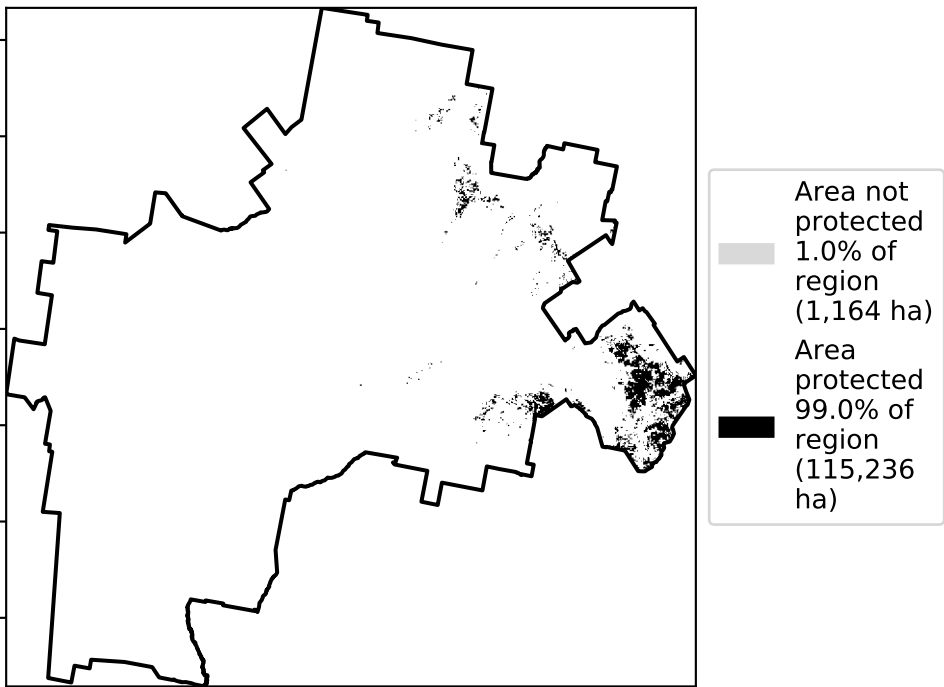 Area not
protected
1.0% of
region
(1,164 ha)
Area
protected
99.0% of
region
(115,236
ha)